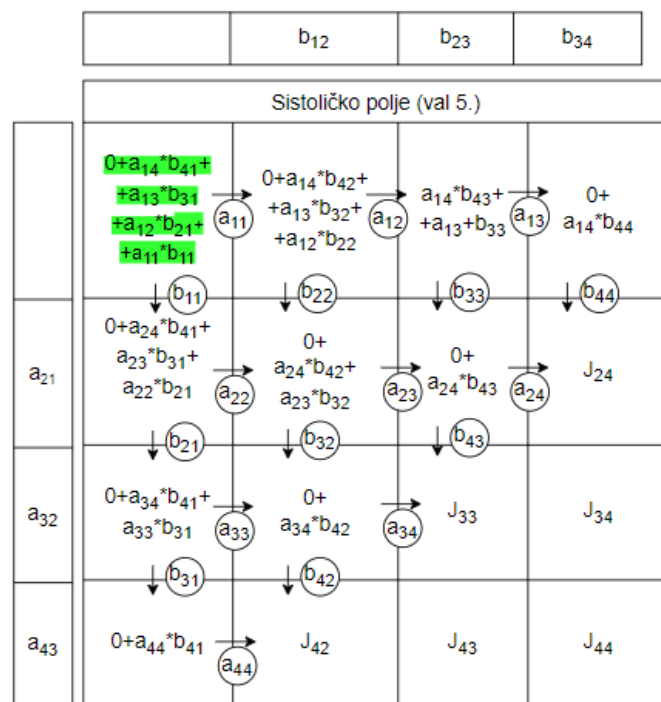 b12 b23 b34
Sistoličko polje (val 5.)
0+a14*b41+
+a13*b31
+a12*b21+
+a11*b11
a11
0+a14*b42+
+a13*b32+
+a12*b22
a12
a14*b43+
+a13+b33
a13
0+
a14*b44
b11 b22 b33 b44
a21
0+a24*b41+
a23*b31+
a22*b21
a22
0+
a24*b42+
a23*b32
a23
0+
a24*b43
a24
J24
b21 b32 b43
a32
0+a34*b41+
a33*b31
a33
0+
a34*b42
a34
J33
J34
b31 b42
a43
0+a44*b41
a44
J42
J43
J44